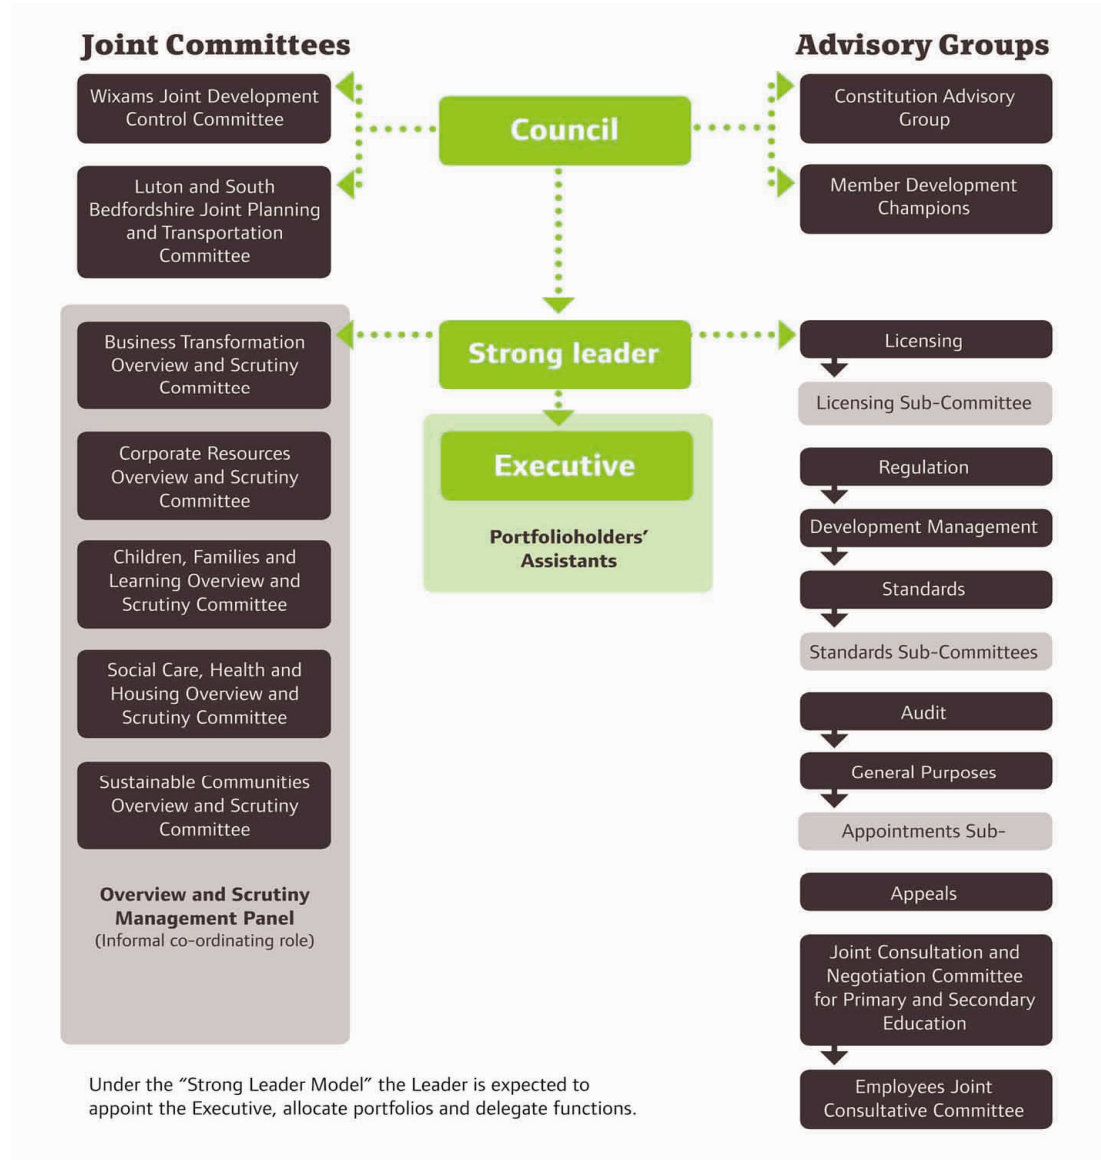 Joint Committees
Wixams Joint Development
Control Committee
Luton and South
Bedfordshire Joint Planning
and Transportation
Committee
Business Transformation
Overview and Scrutiny
Committee
Corporate Resources
Overview and Scrutiny
Committee
Children, Families and
Learning Overview and
Scrutiny Committee
Social Care, Health and
Housing Overview and
Scrutiny Committee
Sustainable Communities
Overview and Scrutiny
Committee
Overview and Scrutiny
Management Panel
(Informal co-ordinating role)
Council
Strong leader
Executive
Portfolioholders’
Assistants
Advisory Groups
Constitution Advisory
Group
Member Development
Champions
Licensing
Licensing Sub-Committee
Regulation
Development Management
Standards
Standards Sub-Committees
Audit
General Purposes
Appointments Sub-
Appeals
Joint Consultation and
Negotiation Committee
for Primary and Secondary
Education
Employees Joint
Consultative Committee
Under the “Strong Leader Model” the Leader is expected to
appoint the Executive, allocate portfolios and delegate functions.